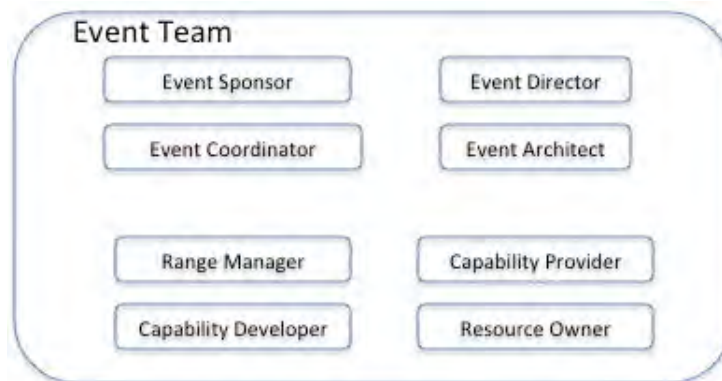 Event Team
Event Sponsor
Event Director
Event Coordinator
Event Architect
Range Manager
Capability Provider
Capability Developer
Resource Owner